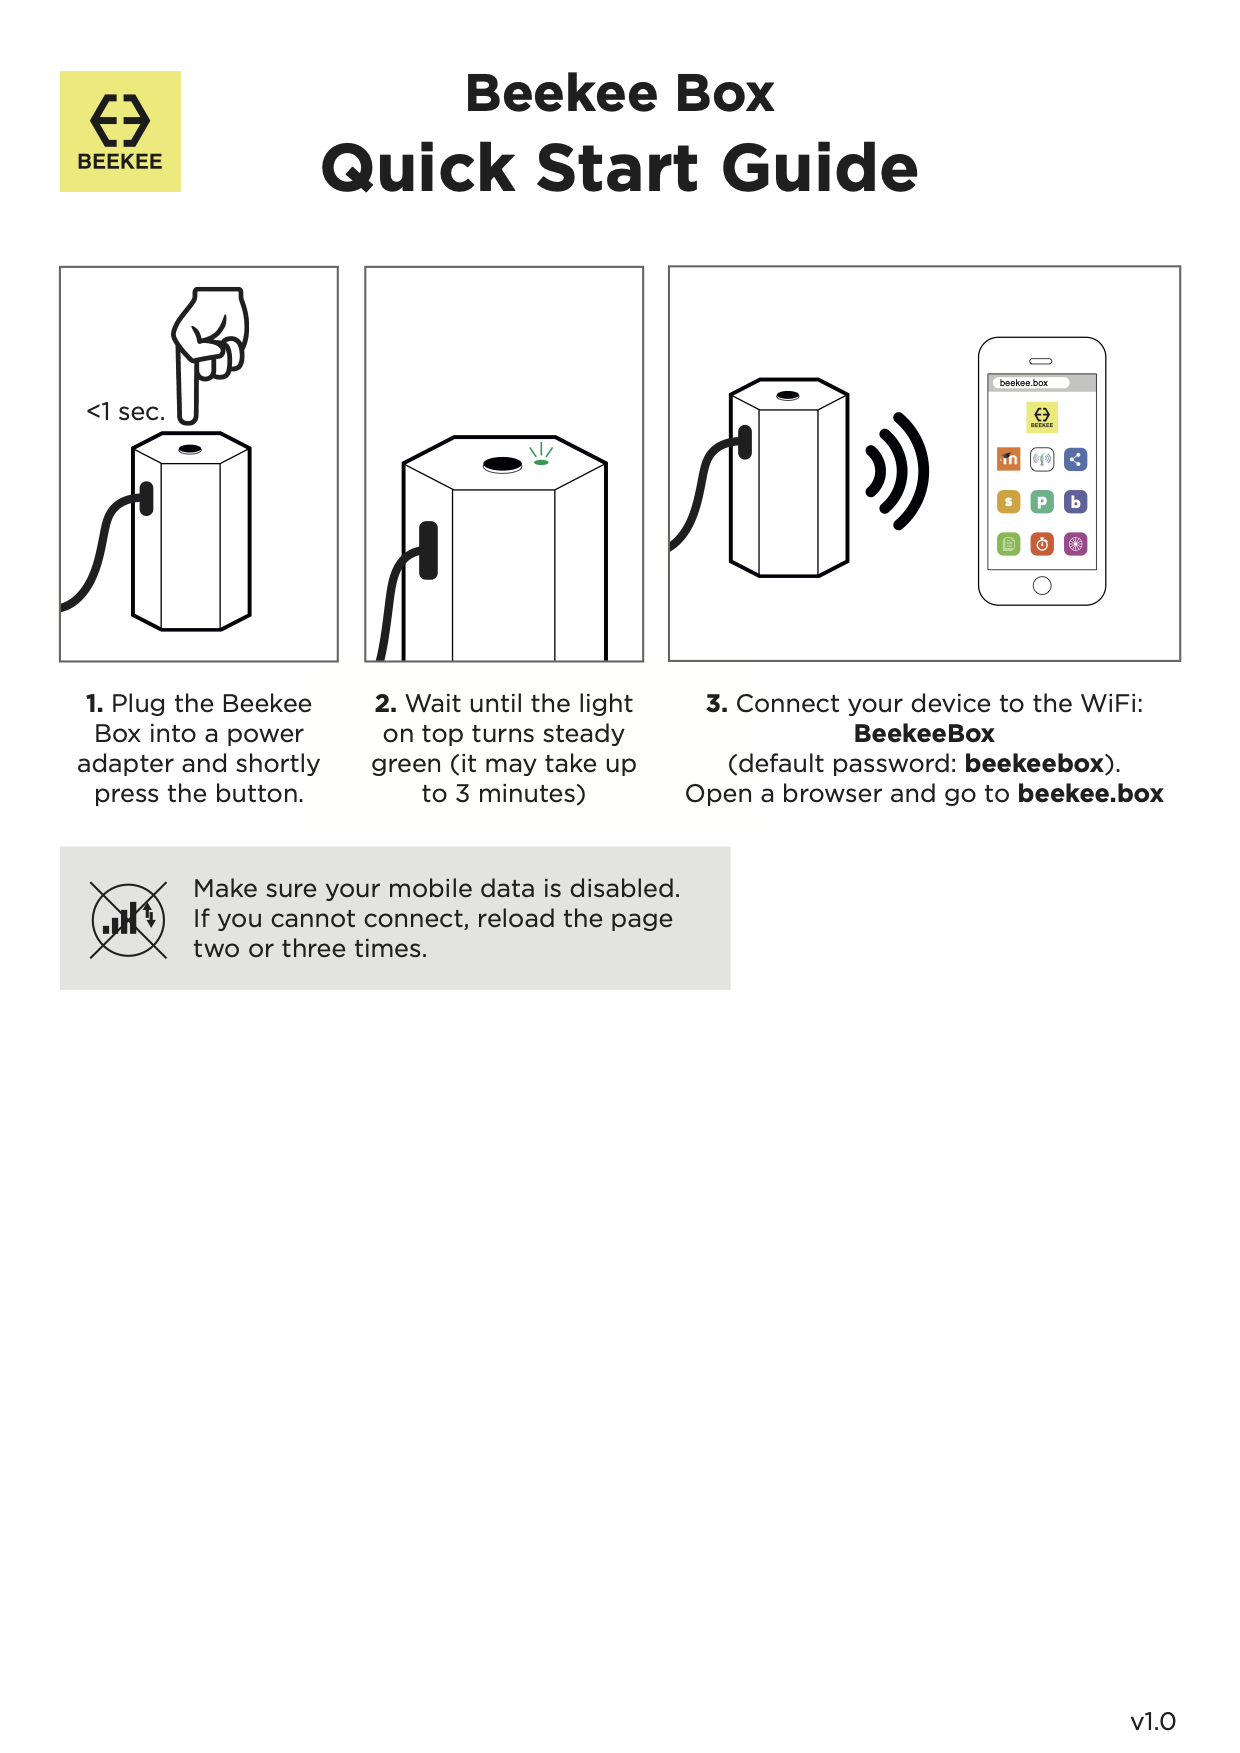 BEEKEE
Beekee Box
Quick Start Guide
<1 sec.
beekee.box
BEEKEE
m
s p b
1. Plug the Beekee
Box into a power
adapter and shortly
press the button.
2. Wait until the light
on top turns steady
green (it may take up
to 3 minutes)
3. Connect your device to the WiFi:
BeekeeBox
(default password: beekeebox).
Open a browser and go to beekee.box
Make sure your mobile data is disabled.
If you cannot connect, reload the page
two or three times.
v1.0